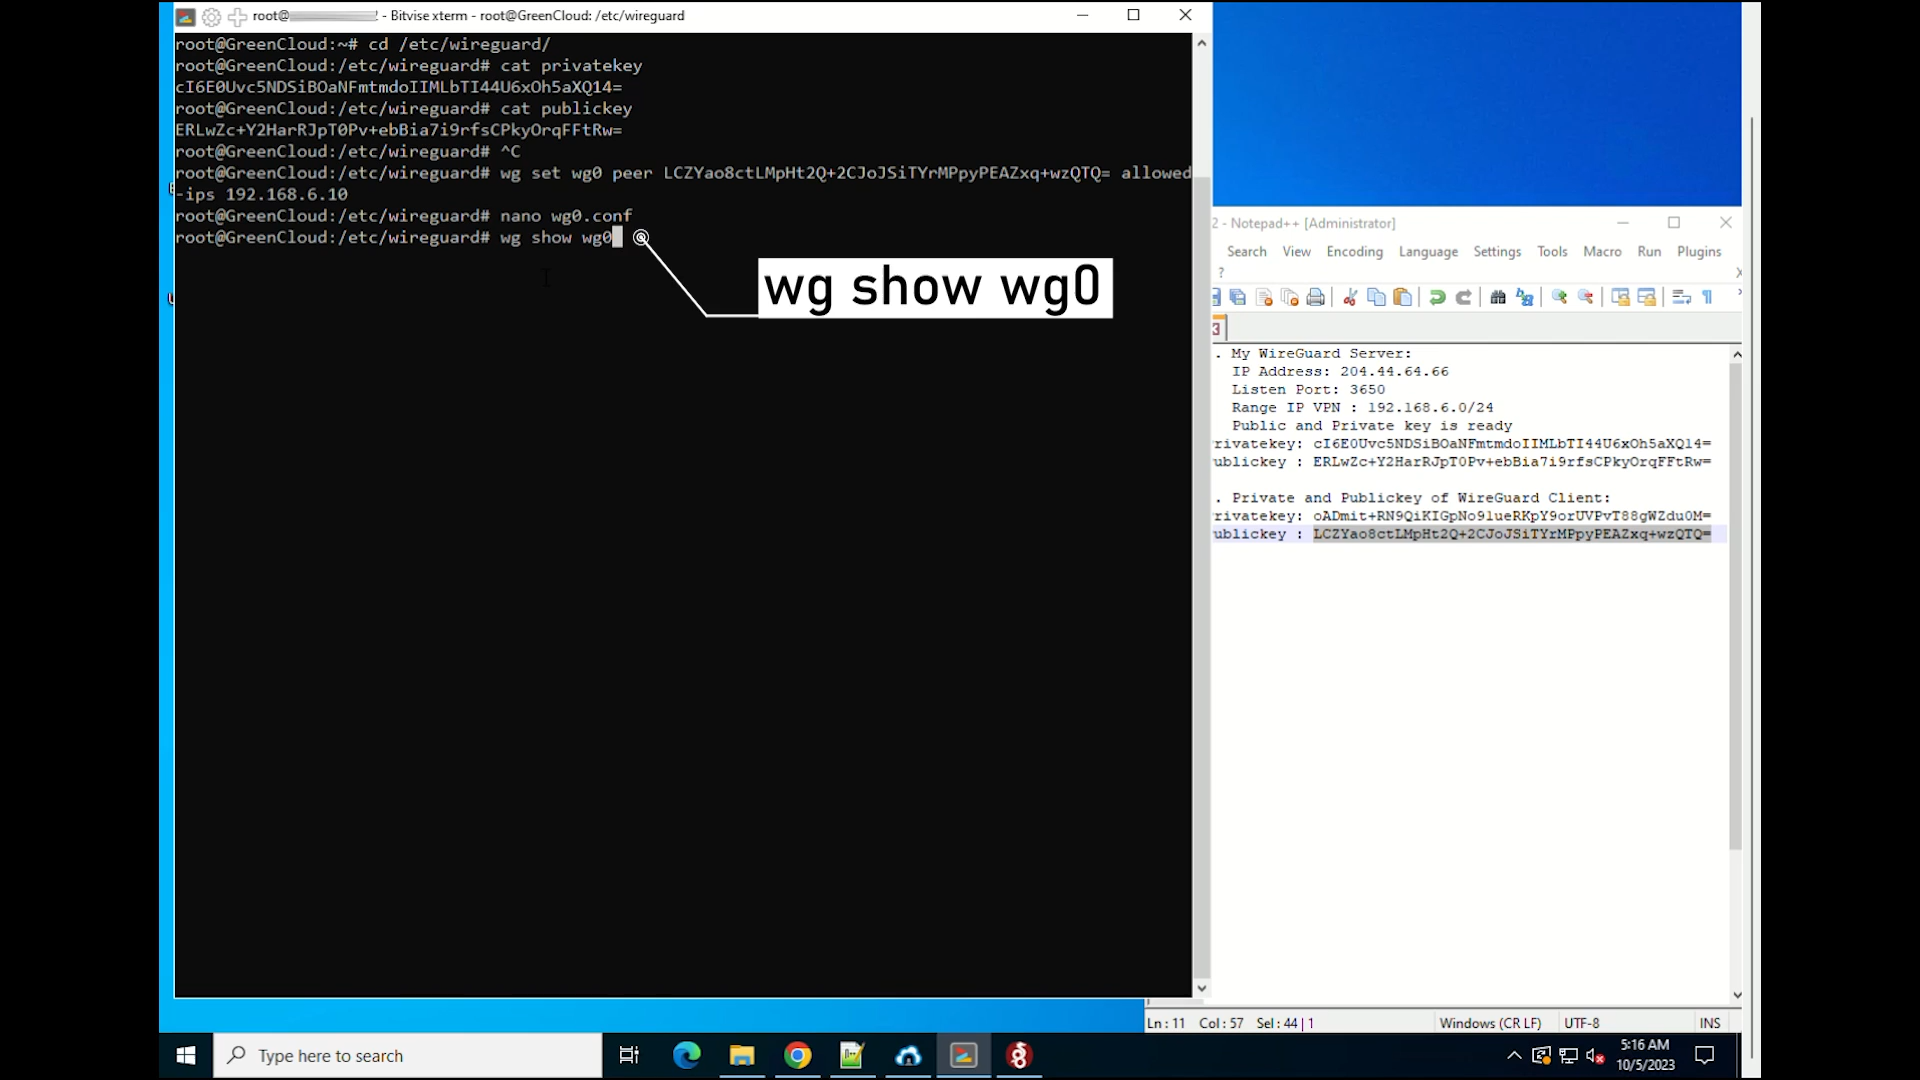 root@ - Bitvise xterm - root@GreenCloud: /etc/wireguard
root@GreenCloud:~# cd /etc/wireguard/
root@GreenCloud:/etc/wireguard# cat privatekey
cI6E0Uvc5NDSiBOaNFmtmdoIIMLbTI44U6xOh5aXQ14=
root@GreenCloud:/etc/wireguard# cat publickey
ERLwZc+Y2HarRJpT0Pv+ebBia7i9rfsCPkyOrqFFtRw=
root@GreenCloud:/etc/wireguard# ^C
root@GreenCloud:/etc/wireguard# wg set wg0 peer LCZYao8ctLMpHt2Q+2CJoJSiTYrMPpyPEAZxq+wzQTQ= allowed
-ips 192.168.6.10
root@GreenCloud:/etc/wireguard# nano wg0.conf
root@GreenCloud:/etc/wireguard# wg show wg0
wg show wg0
2 - Notepad++ [Administrator]
Search View Encoding Language Settings Tools Macro Run Plugins
?
. My WireGuard Server:
IP Address: 204.44.64.66
Listen Port: 3650
Range IP VPN : 192.168.6.0/24
Public and Private key is ready
rivatekey: cI6E0Uvc5NDSiBOaNFmtmdoIIMLbTI44U6xOh5aXQ14=
ublickey : ERLwZc+Y2HarRJpT0Pv+ebBia7i9rfsCPkyOrqFFtRw=
. Private and Publickey of WireGuard Client:
rivatekey: oADmit+RN9QiKIGpNo9lueRKpY9orUVPvT88gWZdu0M=
ublickey : LCZYao8ctLMpHt2Q+2CJoJSiTYrMPpyPEAZxq+wzQTQ=
Ln : 11 Col : 57 Sel : 44 | 1 Windows (CR LF) UTF-8 INS
Type here to search
5:16 AM
10/5/2023